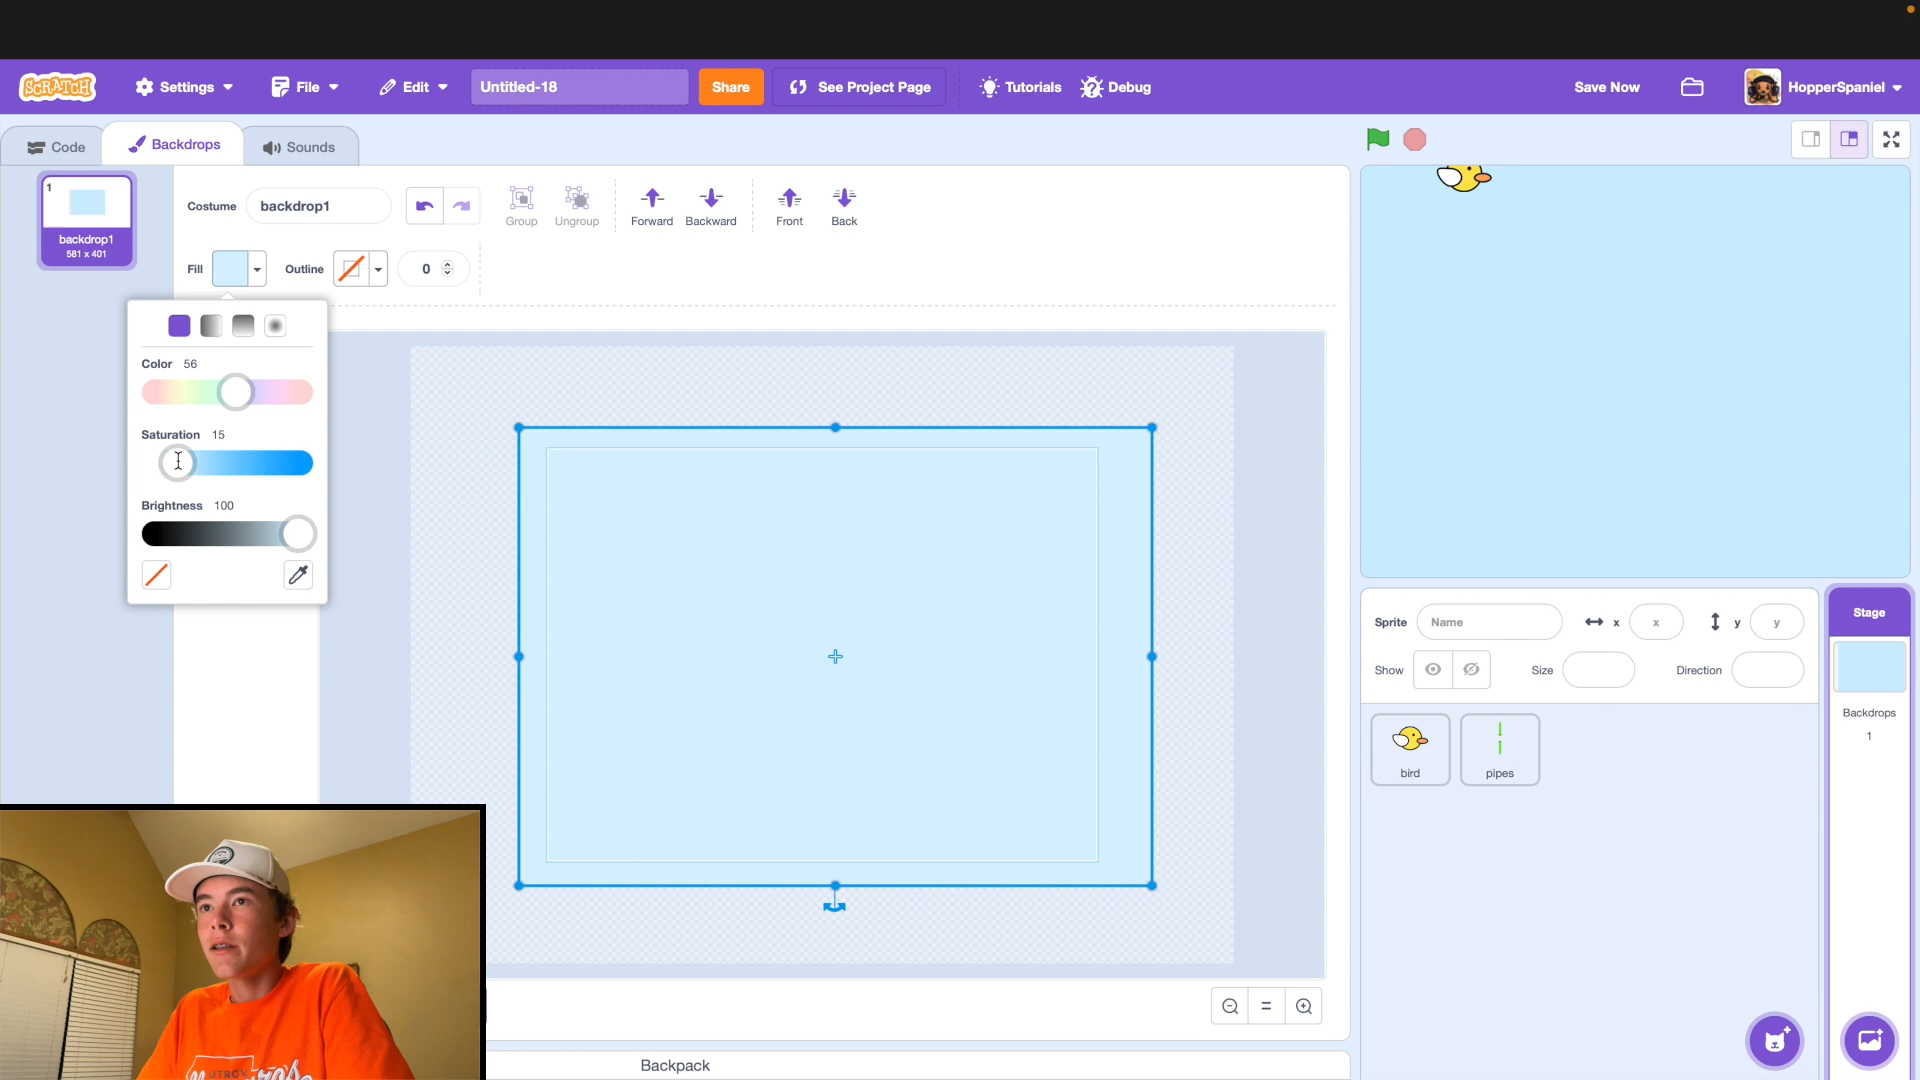 SCRATCH Settings File Edit Untitled-18 Share See Project Page Tutorials Debug Save Now HopperSpaniel
Code Backdrops Sounds
1
backdrop1
581 x 401
Costume backdrop1
Group Ungroup Forward Backward Front Back
Fill Outline 0
Color 56
Saturation 15
Brightness 100
Sprite Name x x y y
Show Size Direction
bird pipes
Stage
Backdrops
1
Backpack
UTRGV